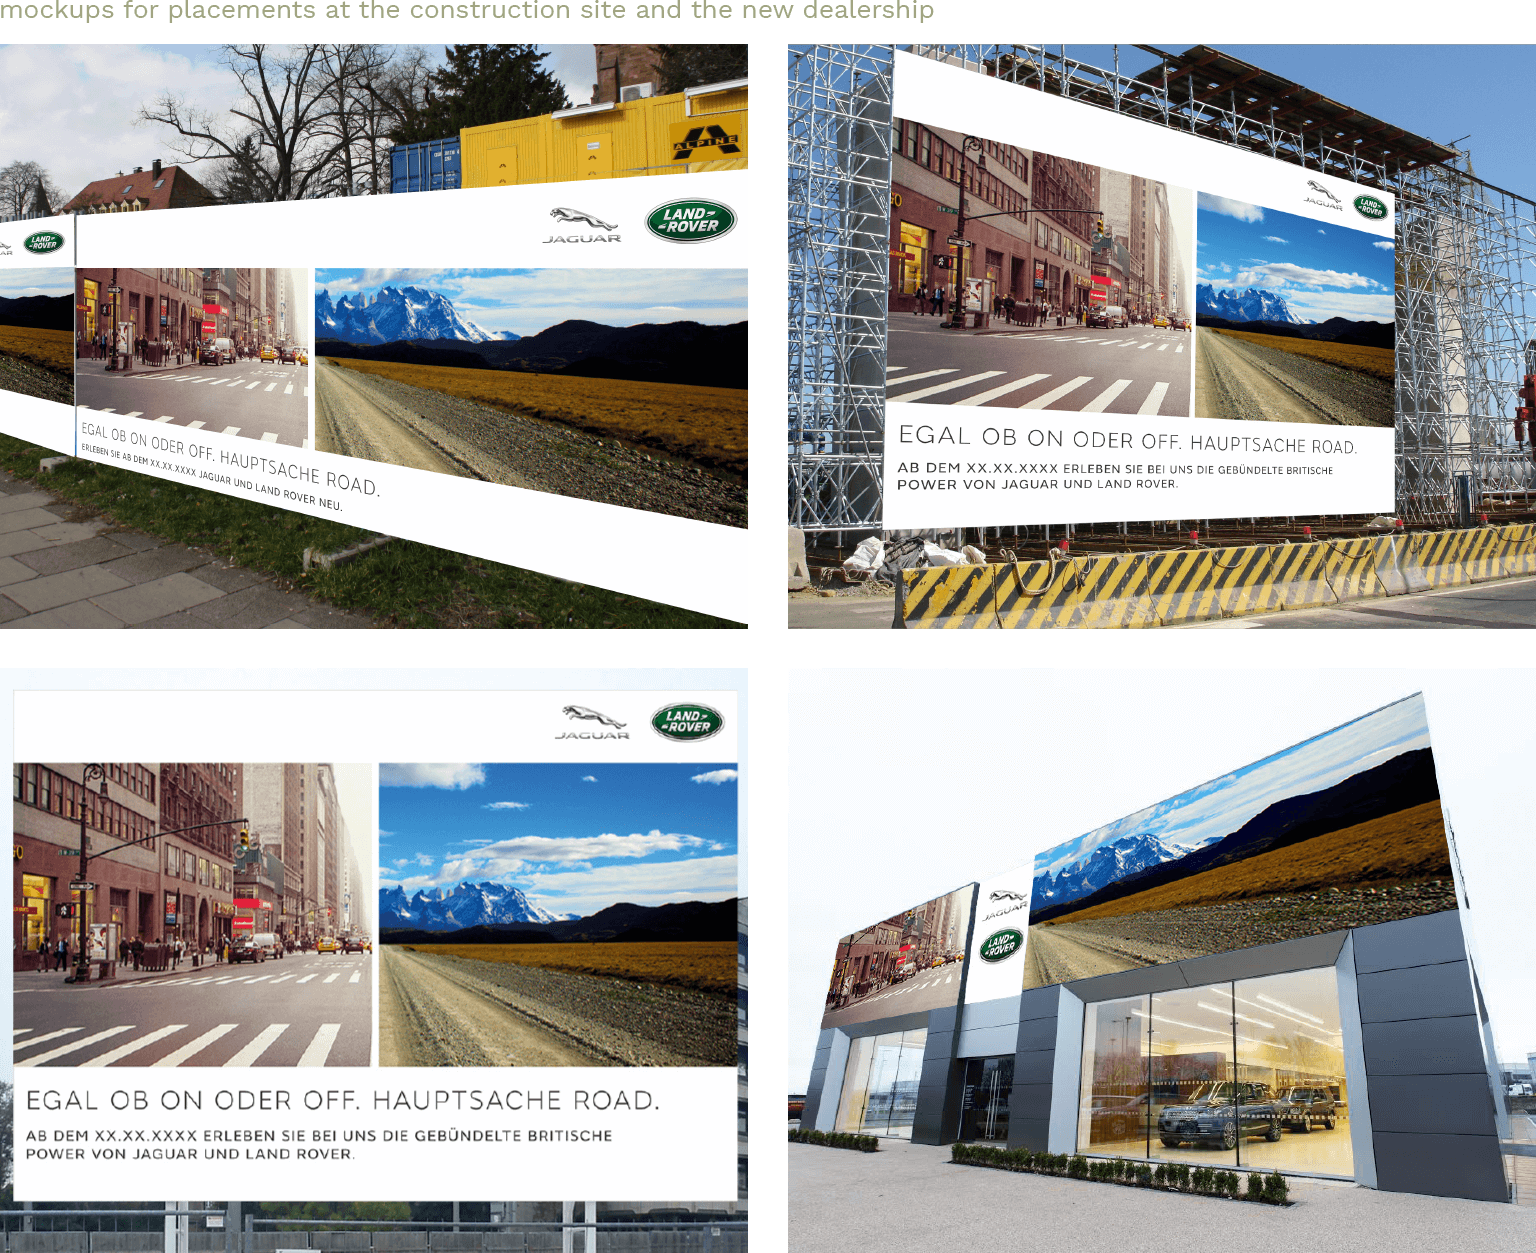 mockups for placements at the construction site and the new dealership
ALPINE
LAND ROVER
JAGUAR
LAND ROVER
EGAL OB ON ODER OFF. HAUPTSACHE ROAD.
ERLEBEN SIE AB DEM XX.XX.XXXX JAGUAR UND LAND ROVER NEU.
JAGUAR
LAND ROVER
EGAL OB ON ODER OFF. HAUPTSACHE ROAD.
AB DEM XX.XX.XXXX ERLEBEN SIE BEI UNS DIE GEBÜNDELTE BRITISCHE
POWER VON JAGUAR UND LAND ROVER.
JAGUAR
LAND ROVER
EGAL OB ON ODER OFF. HAUPTSACHE ROAD.
AB DEM XX.XX.XXXX ERLEBEN SIE BEI UNS DIE GEBÜNDELTE BRITISCHE
POWER VON JAGUAR UND LAND ROVER.
JAGUAR
LAND ROVER